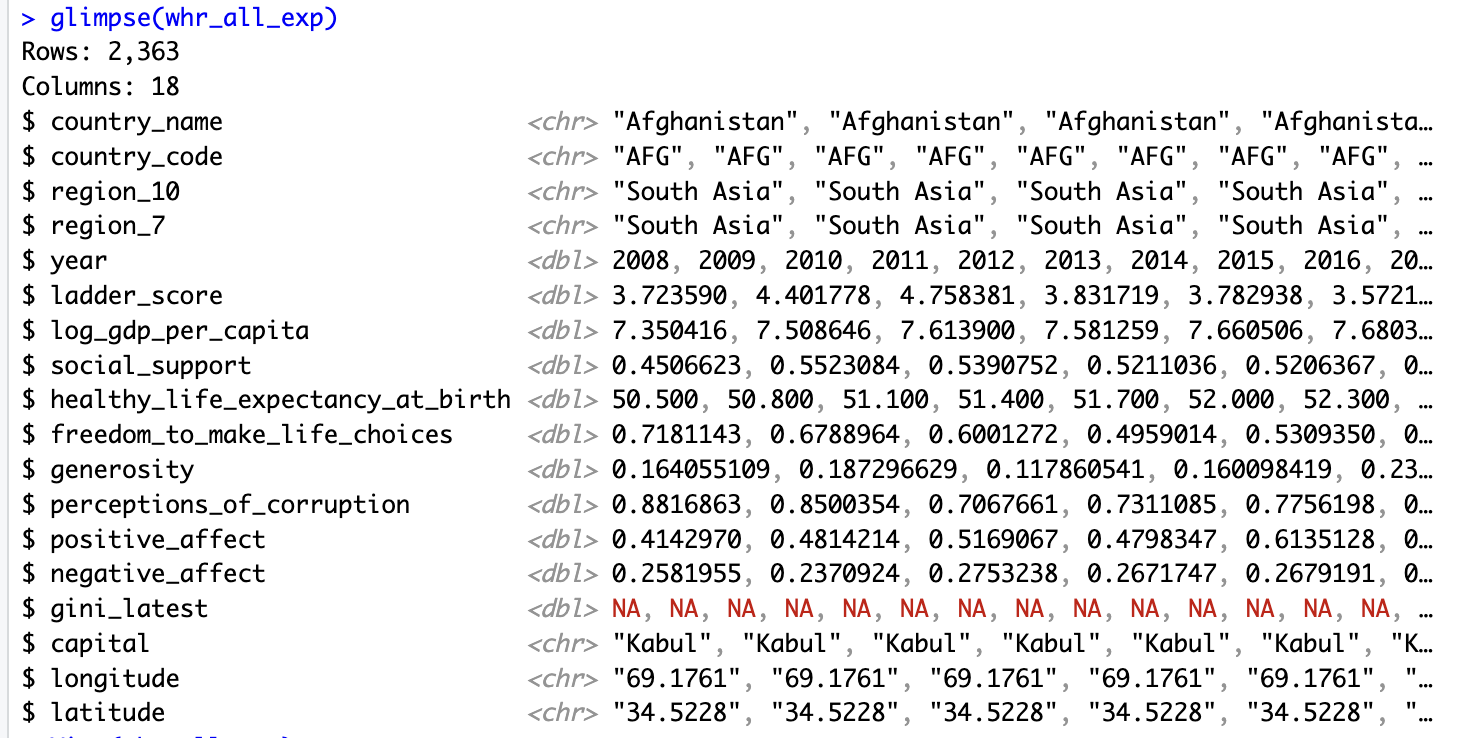 > glimpse(whr_all_exp)
Rows: 2,363
Columns: 18
$ country_name <chr> "Afghanistan", "Afghanistan", "Afghanistan", "Afghanista…
$ country_code <chr> "AFG", "AFG", "AFG", "AFG", "AFG", "AFG", "AFG", "AFG", …
$ region_10 <chr> "South Asia", "South Asia", "South Asia", "South Asia", …
$ region_7 <chr> "South Asia", "South Asia", "South Asia", "South Asia", …
$ year <dbl> 2008, 2009, 2010, 2011, 2012, 2013, 2014, 2015, 2016, 20…
$ ladder_score <dbl> 3.723590, 4.401778, 4.758381, 3.831719, 3.782938, 3.5721…
$ log_gdp_per_capita <dbl> 7.350416, 7.508646, 7.613900, 7.581259, 7.660506, 7.6803…
$ social_support <dbl> 0.4506623, 0.5523084, 0.5390752, 0.5211036, 0.5206367, 0…
$ healthy_life_expectancy_at_birth <dbl> 50.500, 50.800, 51.100, 51.400, 51.700, 52.000, 52.300, …
$ freedom_to_make_life_choices <dbl> 0.7181143, 0.6788964, 0.6001272, 0.4959014, 0.5309350, 0…
$ generosity <dbl> 0.164055109, 0.187296629, 0.117860541, 0.160098419, 0.23…
$ perceptions_of_corruption <dbl> 0.8816863, 0.8500354, 0.7067661, 0.7311085, 0.7756198, 0…
$ positive_affect <dbl> 0.4142970, 0.4814214, 0.5169067, 0.4798347, 0.6135128, 0…
$ negative_affect <dbl> 0.2581955, 0.2370924, 0.2753238, 0.2671747, 0.2679191, 0…
$ gini_latest <dbl> NA, NA, NA, NA, NA, NA, NA, NA, NA, NA, NA, NA, NA, NA, …
$ capital <chr> "Kabul", "Kabul", "Kabul", "Kabul", "Kabul", "Kabul", "K…
$ longitude <chr> "69.1761", "69.1761", "69.1761", "69.1761", "69.1761", "…
$ latitude <chr> "34.5228", "34.5228", "34.5228", "34.5228", "34.5228", "…